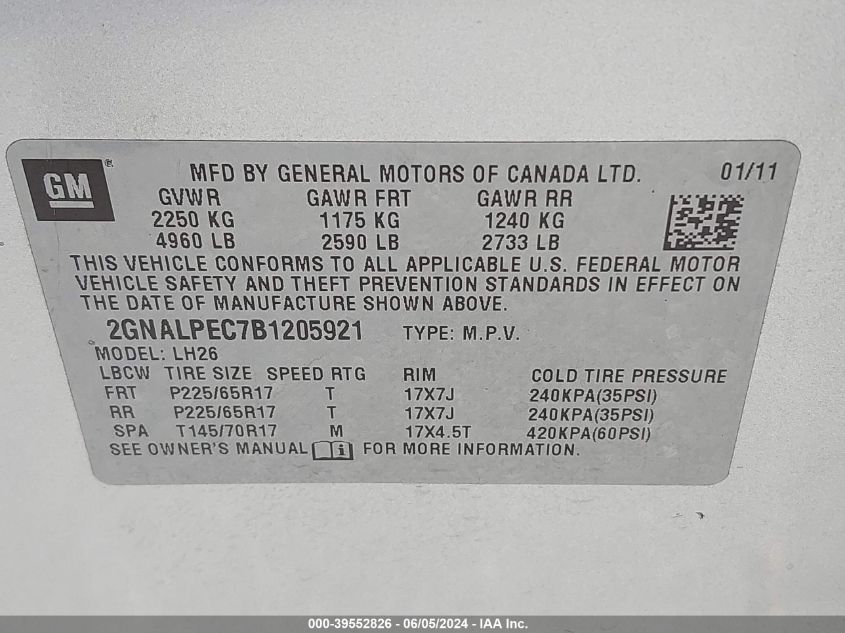 GM ®
MFD BY GENERAL MOTORS OF CANADA LTD. 01/11
GVWR GAWR FRT GAWR RR
2250 KG 1175 KG 1240 KG
4960 LB 2590 LB 2733 LB
THIS VEHICLE CONFORMS TO ALL APPLICABLE U.S. FEDERAL MOTOR
VEHICLE SAFETY AND THEFT PREVENTION STANDARDS IN EFFECT ON
THE DATE OF MANUFACTURE SHOWN ABOVE.
2GNALPEC7B1205921 TYPE: M.P.V.
MODEL: LH26
LBCW TIRE SIZE SPEED RTG RIM COLD TIRE PRESSURE
FRT P225/65R17 T 17X7J 240KPA(35PSI)
RR P225/65R17 T 17X7J 240KPA(35PSI)
SPA T145/70R17 M 17X4.5T 420KPA(60PSI)
SEE OWNER'S MANUAL i FOR MORE INFORMATION.
000-39552826 - 06/05/2024 - IAA Inc.